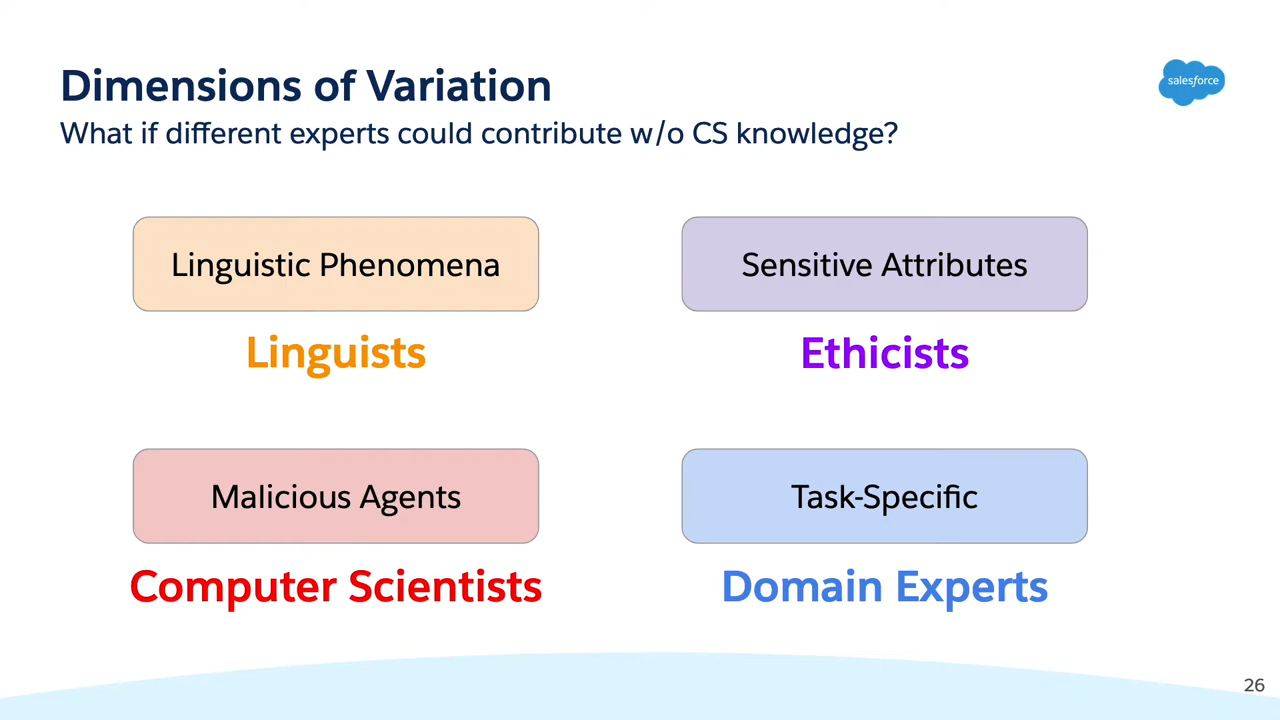 Dimensions of Variation
salesforce
What if different experts could contribute w/o CS knowledge?
Linguistic Phenomena
Sensitive Attributes
Linguists
Ethicists
Malicious Agents
Task-Specific
Computer Scientists
Domain Experts
26